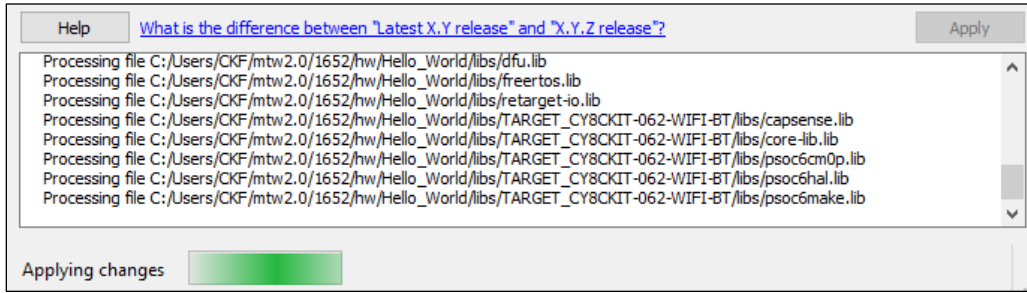 Help What is the difference between "Latest X.Y release" and "X.Y.Z release"? Apply
Processing file C:/Users/CKF/mtw2.0/1652/hw/Hello_World/libs/dfu.lib
Processing file C:/Users/CKF/mtw2.0/1652/hw/Hello_World/libs/freertos.lib
Processing file C:/Users/CKF/mtw2.0/1652/hw/Hello_World/libs/retarget-io.lib
Processing file C:/Users/CKF/mtw2.0/1652/hw/Hello_World/libs/TARGET_CY8CKIT-062-WIFI-BT/libs/capsense.lib
Processing file C:/Users/CKF/mtw2.0/1652/hw/Hello_World/libs/TARGET_CY8CKIT-062-WIFI-BT/libs/core-lib.lib
Processing file C:/Users/CKF/mtw2.0/1652/hw/Hello_World/libs/TARGET_CY8CKIT-062-WIFI-BT/libs/psoc6cm0p.lib
Processing file C:/Users/CKF/mtw2.0/1652/hw/Hello_World/libs/TARGET_CY8CKIT-062-WIFI-BT/libs/psoc6hal.lib
Processing file C:/Users/CKF/mtw2.0/1652/hw/Hello_World/libs/TARGET_CY8CKIT-062-WIFI-BT/libs/psoc6make.lib
Applying changes